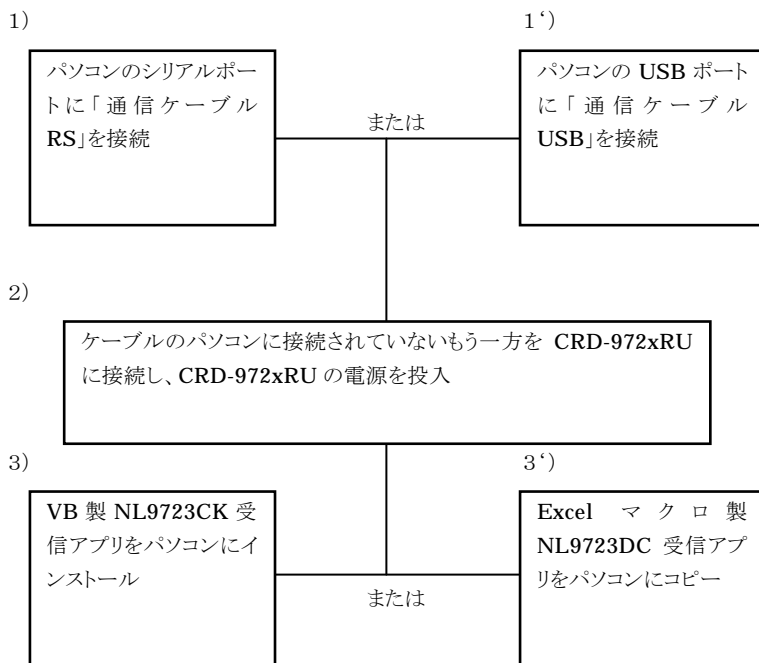 1)
1‘)
パソコンのシリアルポー
トに「通信ケーブル
RS」を接続
または
パソコンの USB ポート
に「通信ケーブル
USB」を接続
2)
ケーブルのパソコンに接続されていないもう一方を CRD-972xRU
に接続し、CRD-972xRU の電源を投入
3)
3‘)
VB 製 NL9723CK 受
信アプリをパソコンにイ
ンストール
または
Excel マクロ製
NL9723DC 受信アプ
リをパソコンにコピー